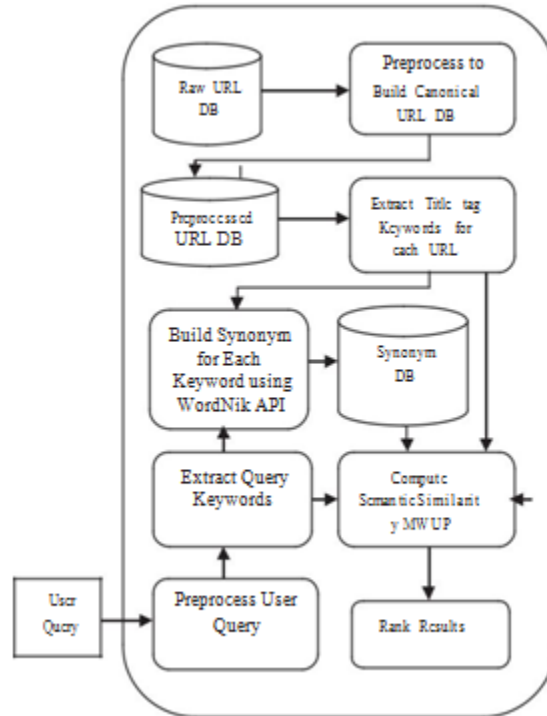 Raw URL
DB
Preprocess to
Build Canonical
URL DB
Preprocessed
URL DB
Extract Title tag
Keywords for
each URL
Build Synonym
for Each
Keyword using
WordNik API
Synonym
DB
Extract Query
Keywords
Compute
SemanticSimilarit
y MWUP
User
Query
Preprocess User
Query
Rank Results